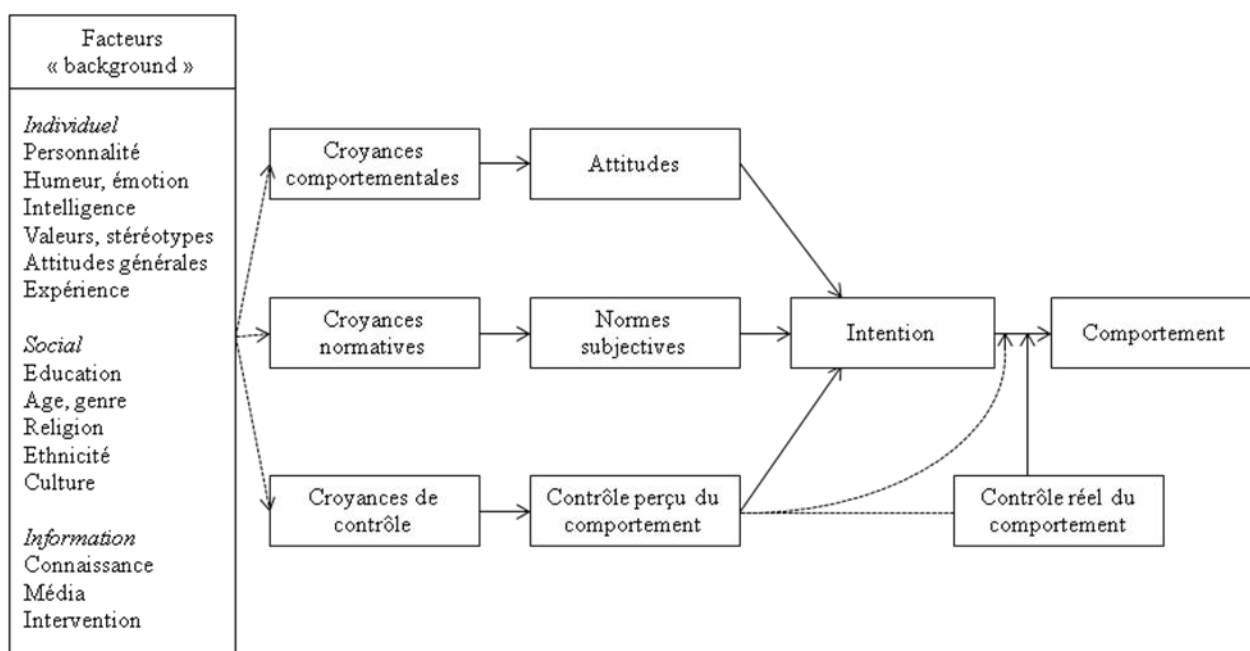 Facteurs
« background »
Individuel
Personnalité
Humeur, émotion
Intelligence
Valeurs, stéréotypes
Attitudes générales
Expérience
Social
Education
Age, genre
Religion
Ethnicité
Culture
Information
Connaissance
Média
Intervention
Croyances
comportementales
Attitudes
Croyances
normatives
Normes
subjectives
Intention
Comportement
Croyances de
contrôle
Contrôle perçu du
comportement
Contrôle réel du
comportement